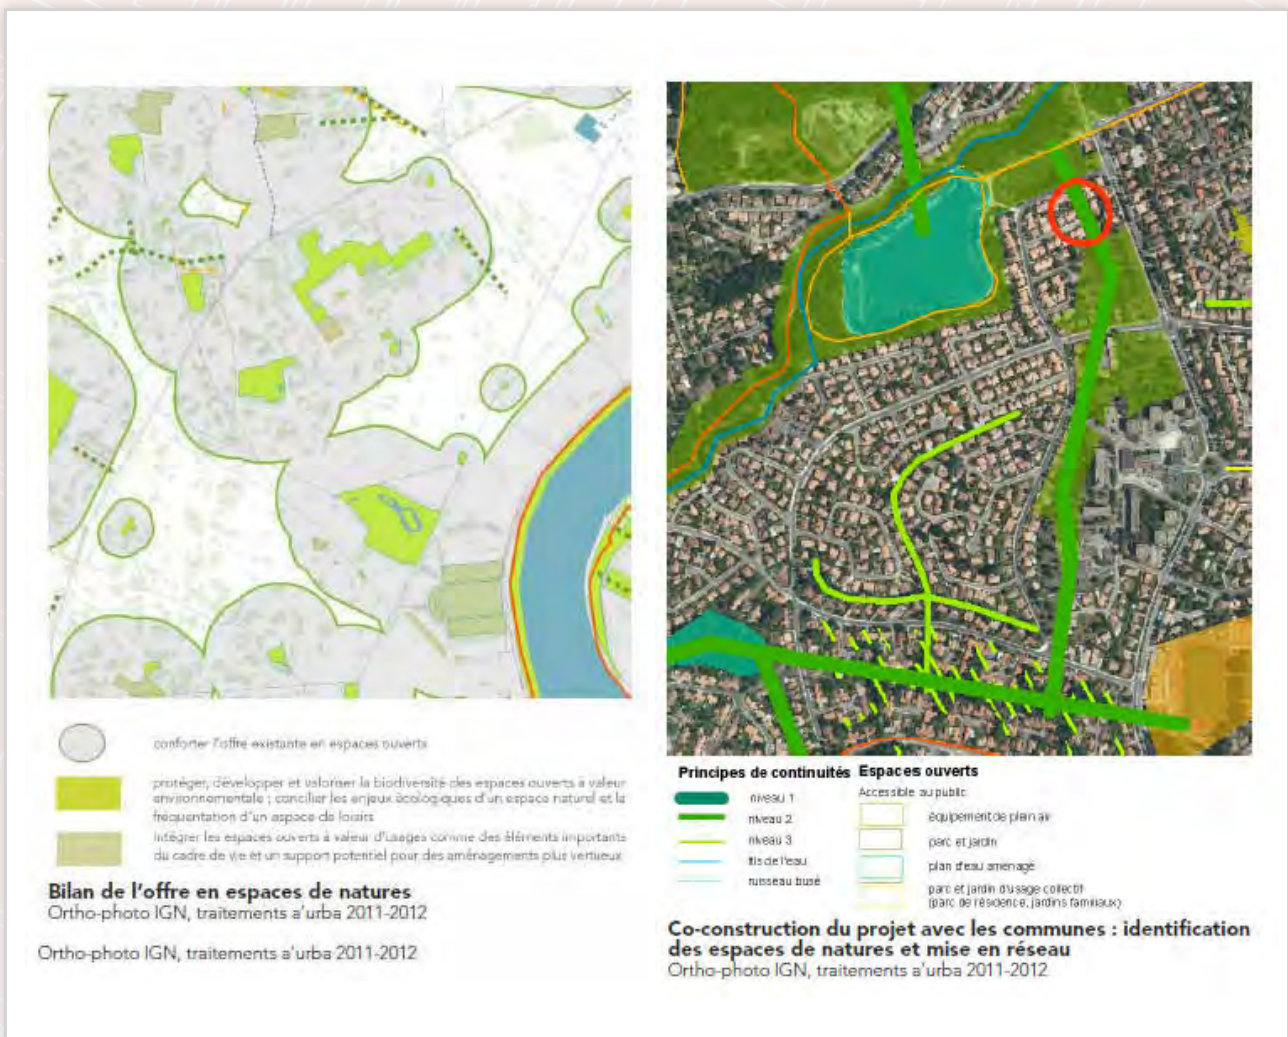 conforter l'offre existante en espaces ouverts
protéger, développer et valoriser la biodiversité des espaces ouverts à valeur
environnementale ; concilier les enjeux écologiques d'un espace naturel et la
fréquentation d'un aspace de loisirs
intégrer les espaces ouverts à valeur d'usages comme des éléments importants
du cadre de vie et un support potentiel pour des aménagements plus vertueux
Bilan de l'offre en espaces de natures
Ortho-photo IGN, traitements a'urba 2011-2012
Ortho-photo IGN, traitements a'urba 2011-2012
Principes de continuités
niveau 1
niveau 2
niveau 3
fils de l'eau
ruisseau busé
Espaces ouverts
Accessible au public
équipement de plein air
parc et jardin
plan d'eau aménagé
parc et jardin d'usage collectif
(parc de résidence, jardins familiaux)
Co-construction du projet avec les communes : identification
des espaces de natures et mise en réseau
Ortho-photo IGN, traitements a'urba 2011-2012